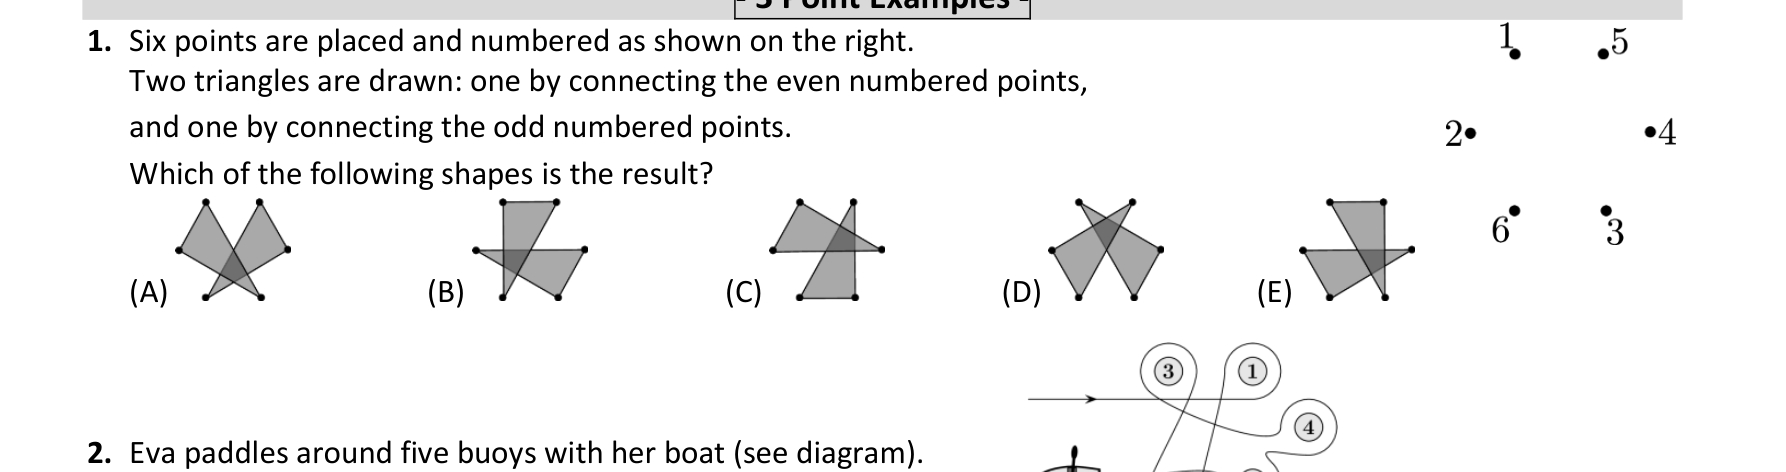 - 3 Point Examples -
1. Six points are placed and numbered as shown on the right.
Two triangles are drawn: one by connecting the even numbered points,
and one by connecting the odd numbered points.
Which of the following shapes is the result?
1 5
2 4
6 3
(A) (B) (C) (D) (E)
3 1
4
2. Eva paddles around five buoys with her boat (see diagram).